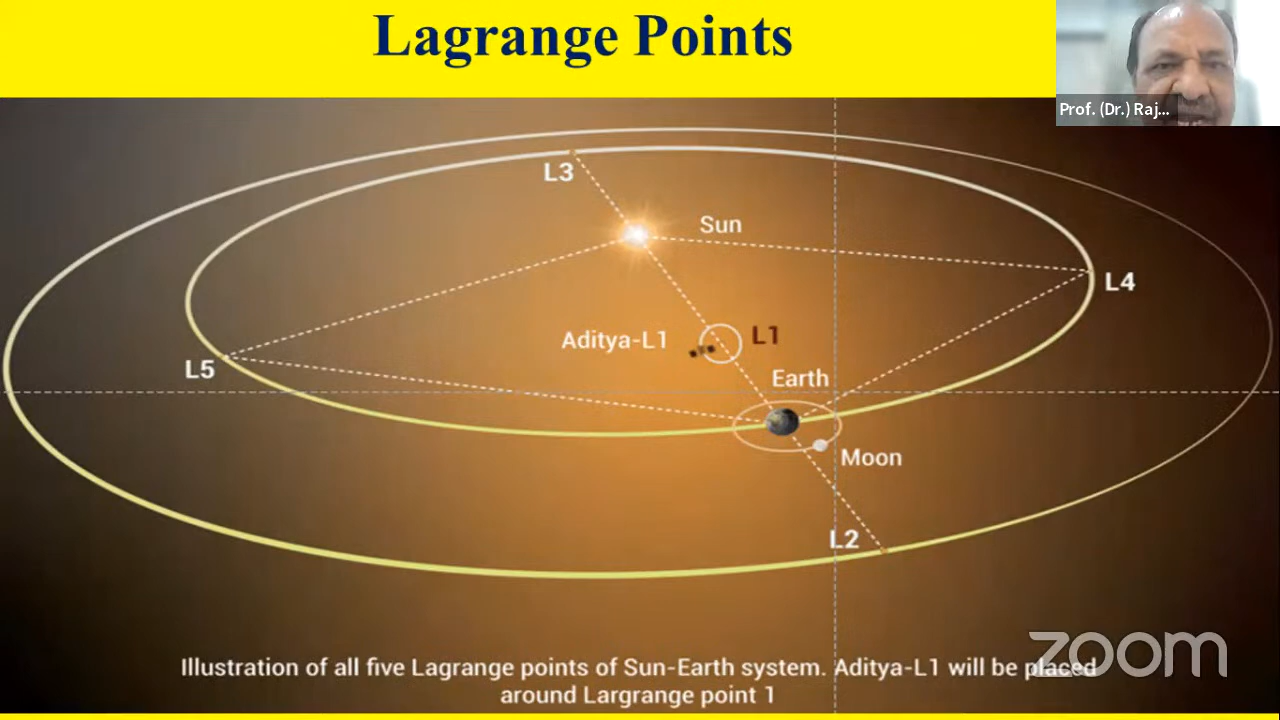 Lagrange Points
Prof. (Dr.) Raj...
L3
Sun
L4
Aditya-L1
L1
L5
Earth
Moon
L2
zoom
Illustration of all five Lagrange points of Sun-Earth system. Aditya-L1 will be placed
around Largrange point 1